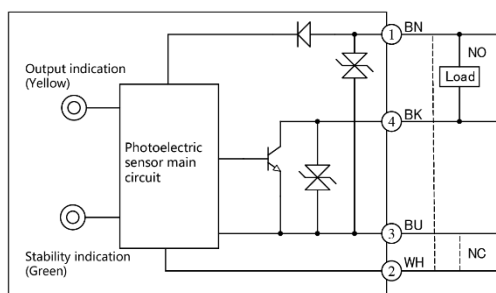 1 BN
NO
Output indication
(Yellow)
Load
4 BK
Photoelectric
sensor main
circuit
3 BU
Stability indication
(Green)
2 WH
NC